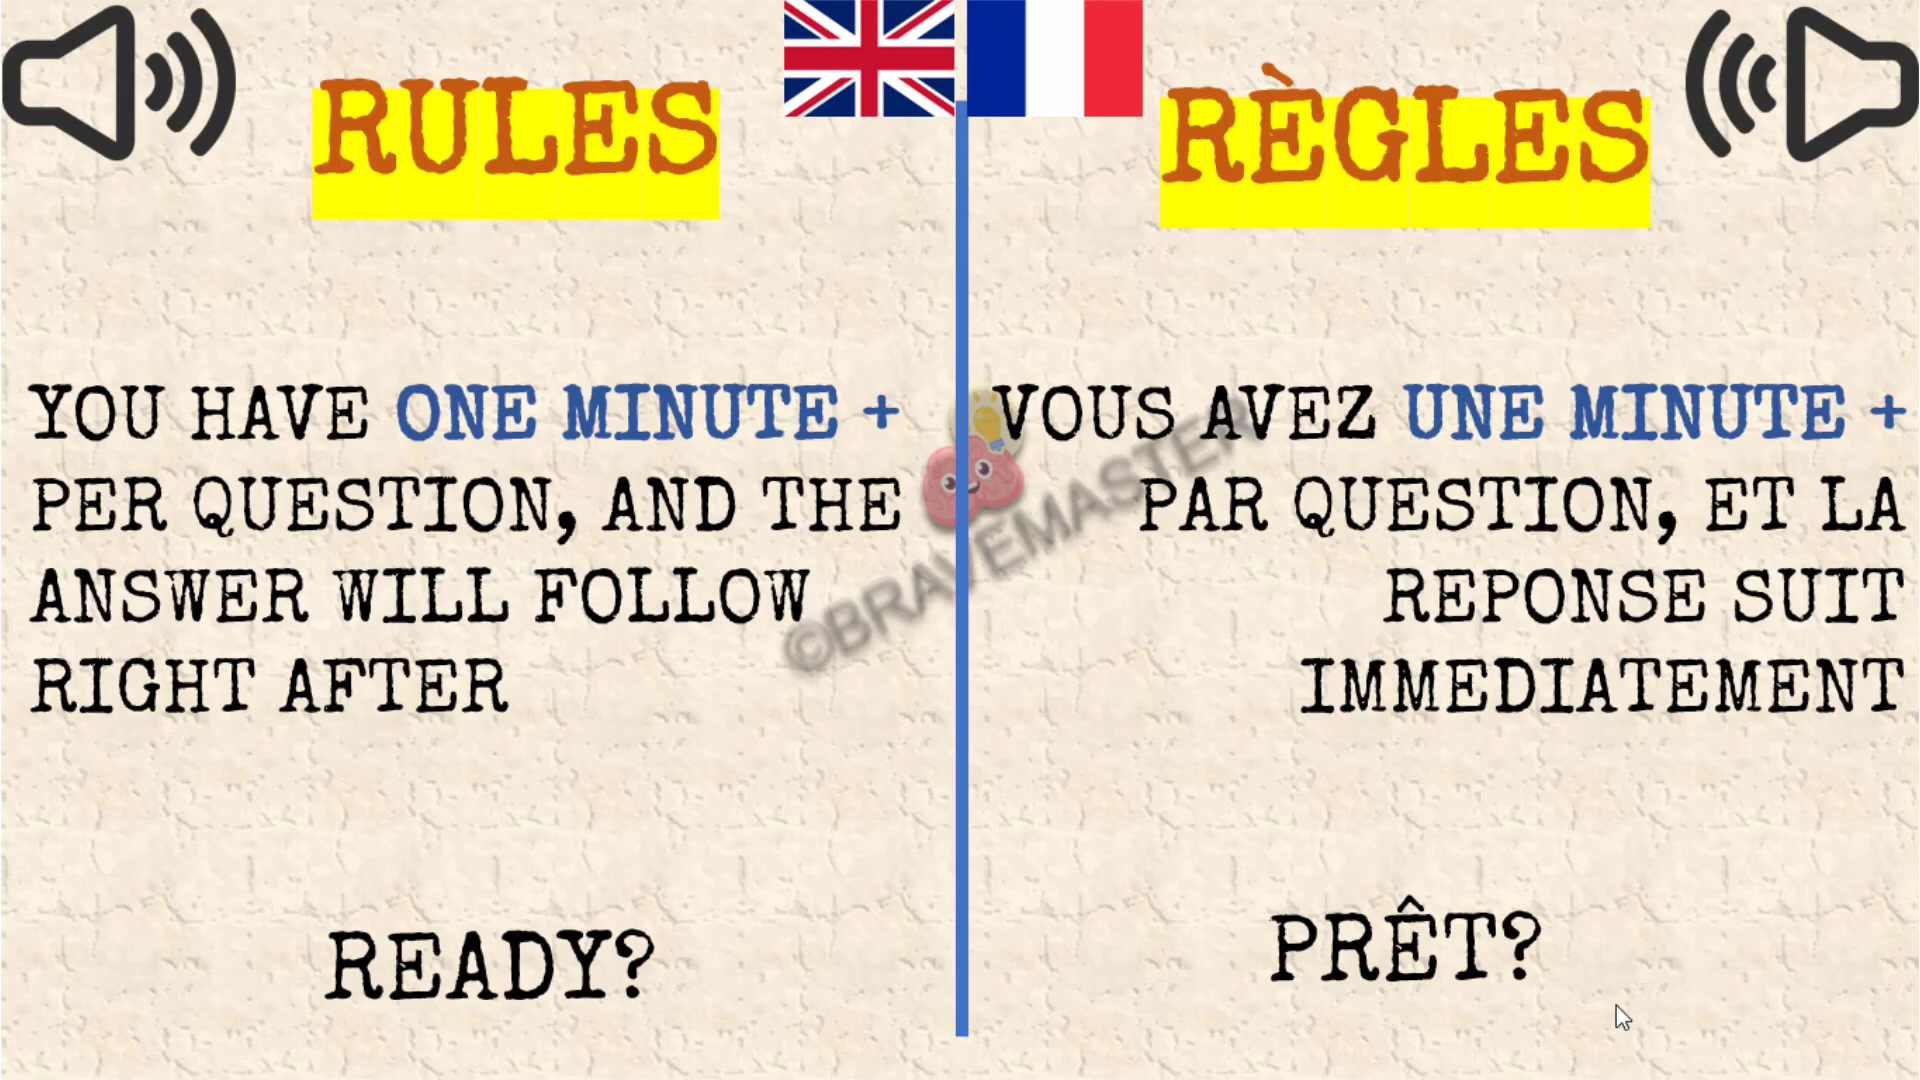 RULES
YOU HAVE ONE MINUTE +
PER QUESTION, AND THE
ANSWER WILL FOLLOW
RIGHT AFTER
READY?
RÈGLES
VOUS AVEZ UNE MINUTE +
PAR QUESTION, ET LA
REPONSE SUIT
IMMEDIATEMENT
PRÊT?
©BRAVEMASTER